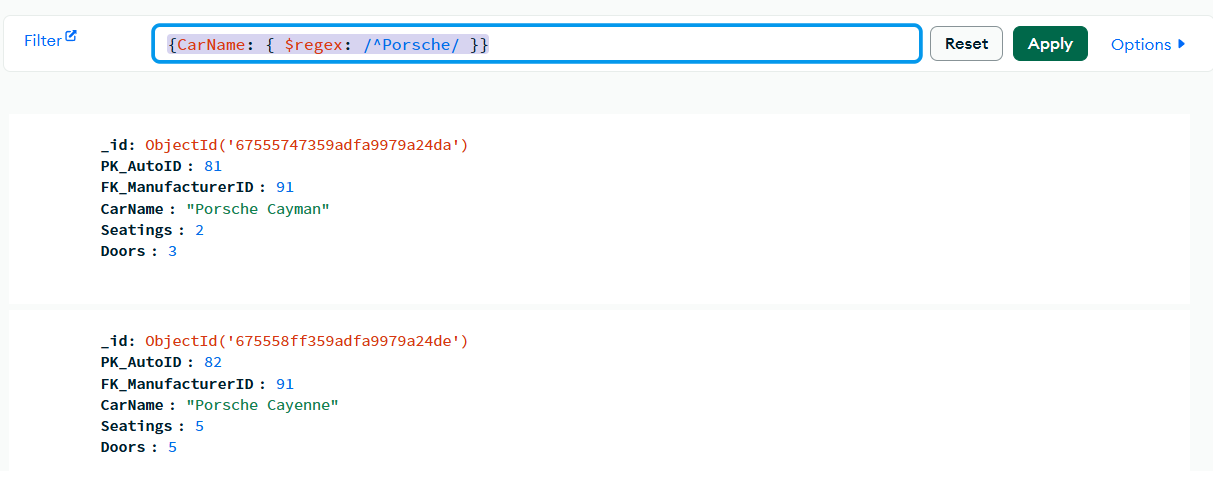 Filter {CarName: { $regex: /^Porsche/ }} Reset Apply Options
_id: ObjectId('67555747359adfa9979a24da')
PK_AutoID : 81
FK_ManufacturerID : 91
CarName : "Porsche Cayman"
Seatings : 2
Doors : 3
_id: ObjectId('675558ff359adfa9979a24de')
PK_AutoID : 82
FK_ManufacturerID : 91
CarName : "Porsche Cayenne"
Seatings : 5
Doors : 5